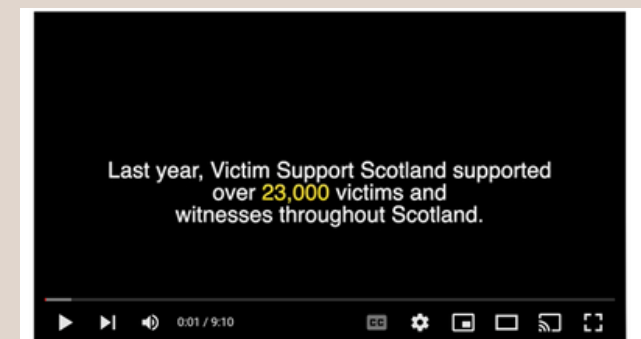 Last year, Victim Support Scotland supported
over 23,000 victims and
witnesses throughout Scotland.
0:01 / 9:10
CC